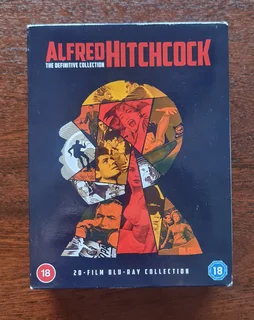 ALFRED HITCHCOCK
THE DEFINITIVE COLLECTION
20-FILM BLU-RAY COLLECTION
18
18